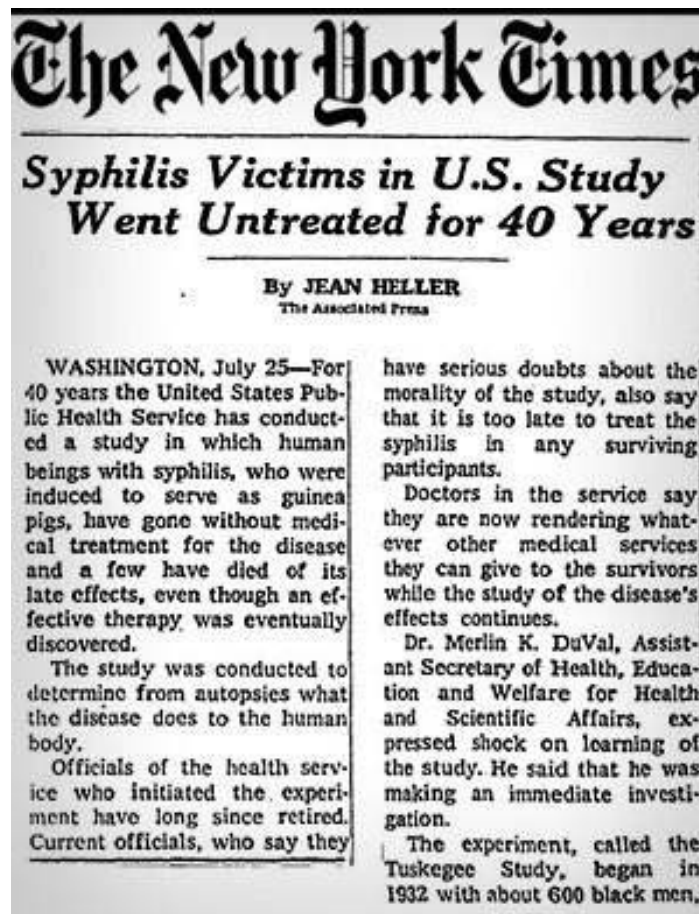 The New York Times
Syphilis Victims in U.S. Study
Went Untreated for 40 Years
By JEAN HELLER
The Associated Press
WASHINGTON, July 25—For
40 years the United States Pub-
lic Health Service has conduct-
ed a study in which human
beings with syphilis, who were
induced to serve as guinea
pigs, have gone without medi-
cal treatment for the disease
and a few have died of its
late effects, even though an ef-
fective therapy was eventually
discovered.
The study was conducted to
determine from autopsies what
the disease does to the human
body.
Officials of the health serv-
ice who initiated the experi-
ment have long since retired.
Current officials, who say they
have serious doubts about the
morality of the study, also say
that it is too late to treat the
syphilis in any surviving
participants.
Doctors in the service say
they are now rendering what-
ever other medical services
they can give to the survivors
while the study of the disease's
effects continues.
Dr. Merlin K. DuVal, Assist-
ant Secretary of Health, Educa-
tion and Welfare for Health
and Scientific Affairs, ex-
pressed shock on learning of
the study. He said that he was
making an immediate investi-
gation.
The experiment, called the
Tuskegee Study, began in
1932 with about 600 black men,